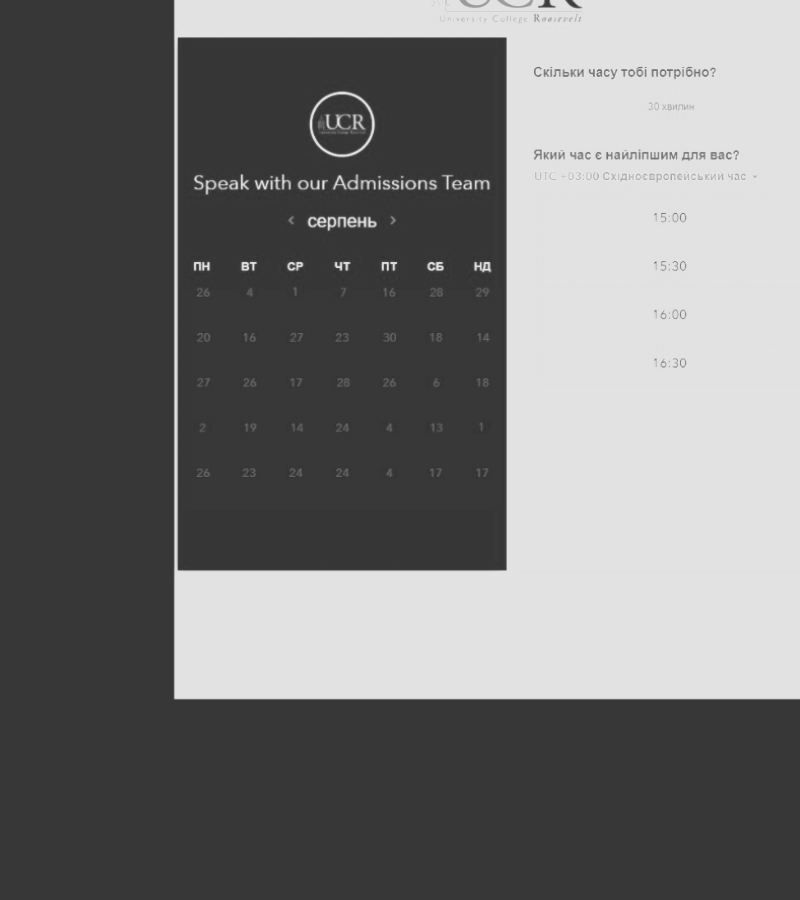 UCR
University College Roosevelt
UCR
Speak with our Admissions Team
< серпень >
ПН ВТ СР ЧТ ПТ СБ НД
26 4 1 7 16 28 29
20 16 27 23 30 18 14
27 26 17 28 26 6 18
2 19 14 24 4 13 1
26 23 24 24 4 17 17
Скільки часу тобі потрібно?
30 хвилин
Який час є найліпшим для вас?
UTC +03:00 Східноєвропейський час
15:00
15:30
16:00
16:30